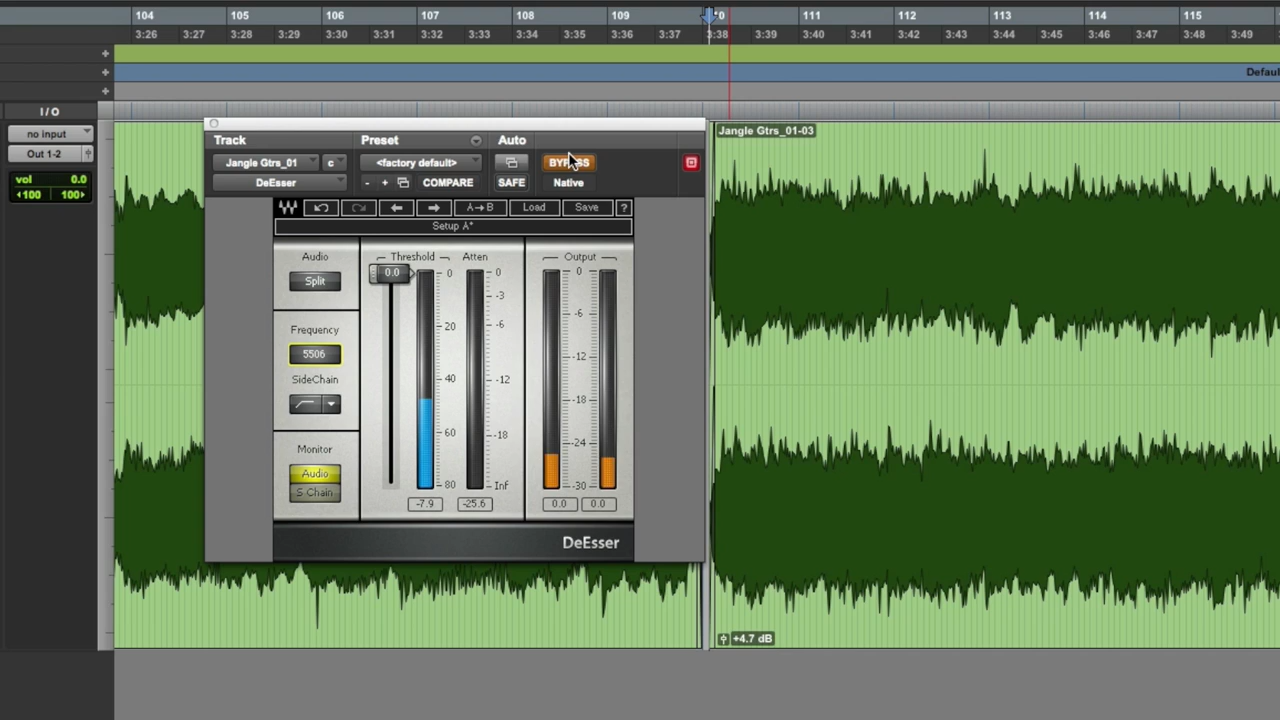 104 105 106 107 108 109 111 112 113 114 115
3:26 3:27 3:28 3:29 3:30 3:31 3:32 3:33 3:34 3:35 3:36 3:37 3:38 3:39 3:40 3:41 3:42 3:43 3:44 3:45 3:46 3:47 3:48 3:49
I/O
no input
Out 1-2
vol 0.0
100 100
Track Preset Auto
Jangle Gtrs_01 c <factory default>
DeEsser - + COMPARE SAFE Native
A→B Load Save ?
Setup A*
Audio
Split
Frequency
5506
SideChain
Monitor
Audio
S Chain
Threshold Atten
0.0
0 20 40 60 80
0 -3 -6 -12 -18 Inf
-7.9 -25.6
Output
0 -6 -12 -18 -24 -30
0.0 0.0
DeEsser
Jangle Gtrs_01-03
+4.7 dB